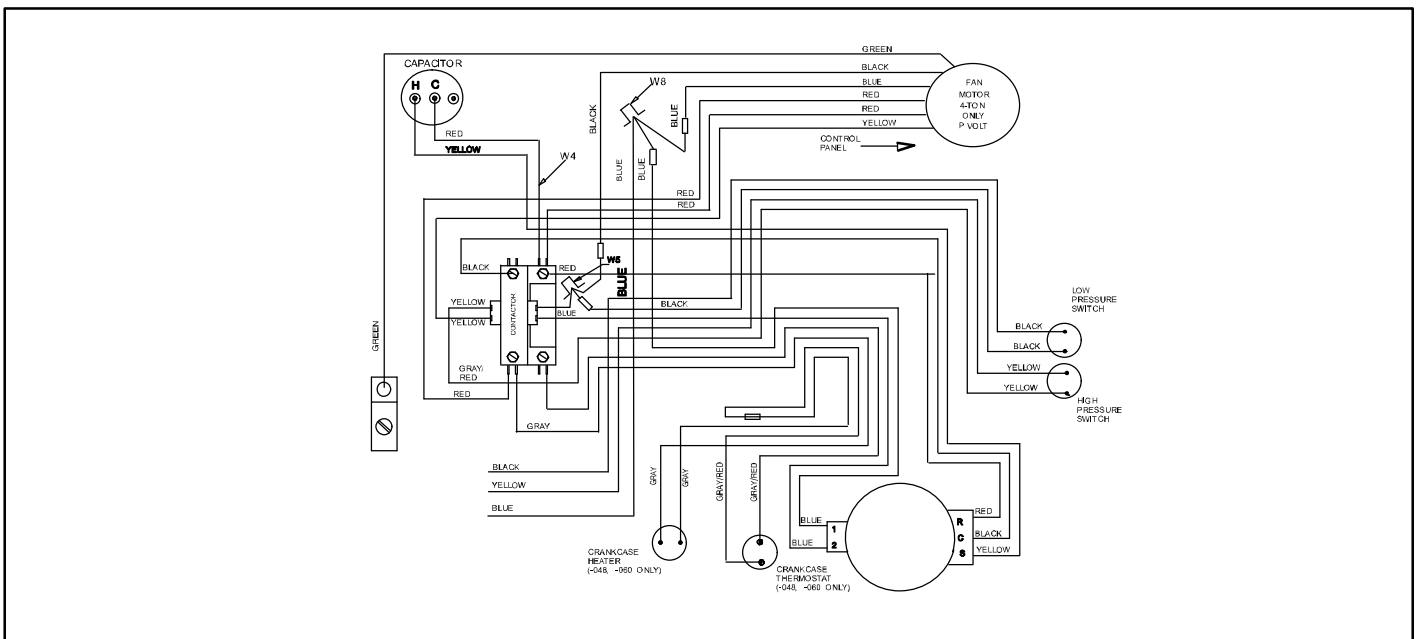 GREEN
CAPACITOR
BLACK
H C
W8
BLUE
FAN
MOTOR
4-TON
ONLY
P VOLT
RED
BLACK
BLUE
RED
RED
YELLOW
YELLOW
CONTROL
PANEL
W4
BLUE
BLUE
RED
RED
W5
BLACK
RED
BLUE
LOW
PRESSURE
SWITCH
YELLOW
CONTACTOR
BLACK
BLUE
YELLOW
BLACK
GREEN
BLACK
GRAY/
RED
YELLOW
RED
YELLOW
HIGH
PRESSURE
SWITCH
GRAY
BLACK
GRAY
GRAY
GRAY/RED
GRAY/RED
YELLOW
BLUE
RED
BLUE
1
R
BLACK
C
BLUE
2
YELLOW
S
CRANKCASE
HEATER
(-048, -060 ONLY)
CRANKCASE
THERMOSTAT
(-048, -060 ONLY)